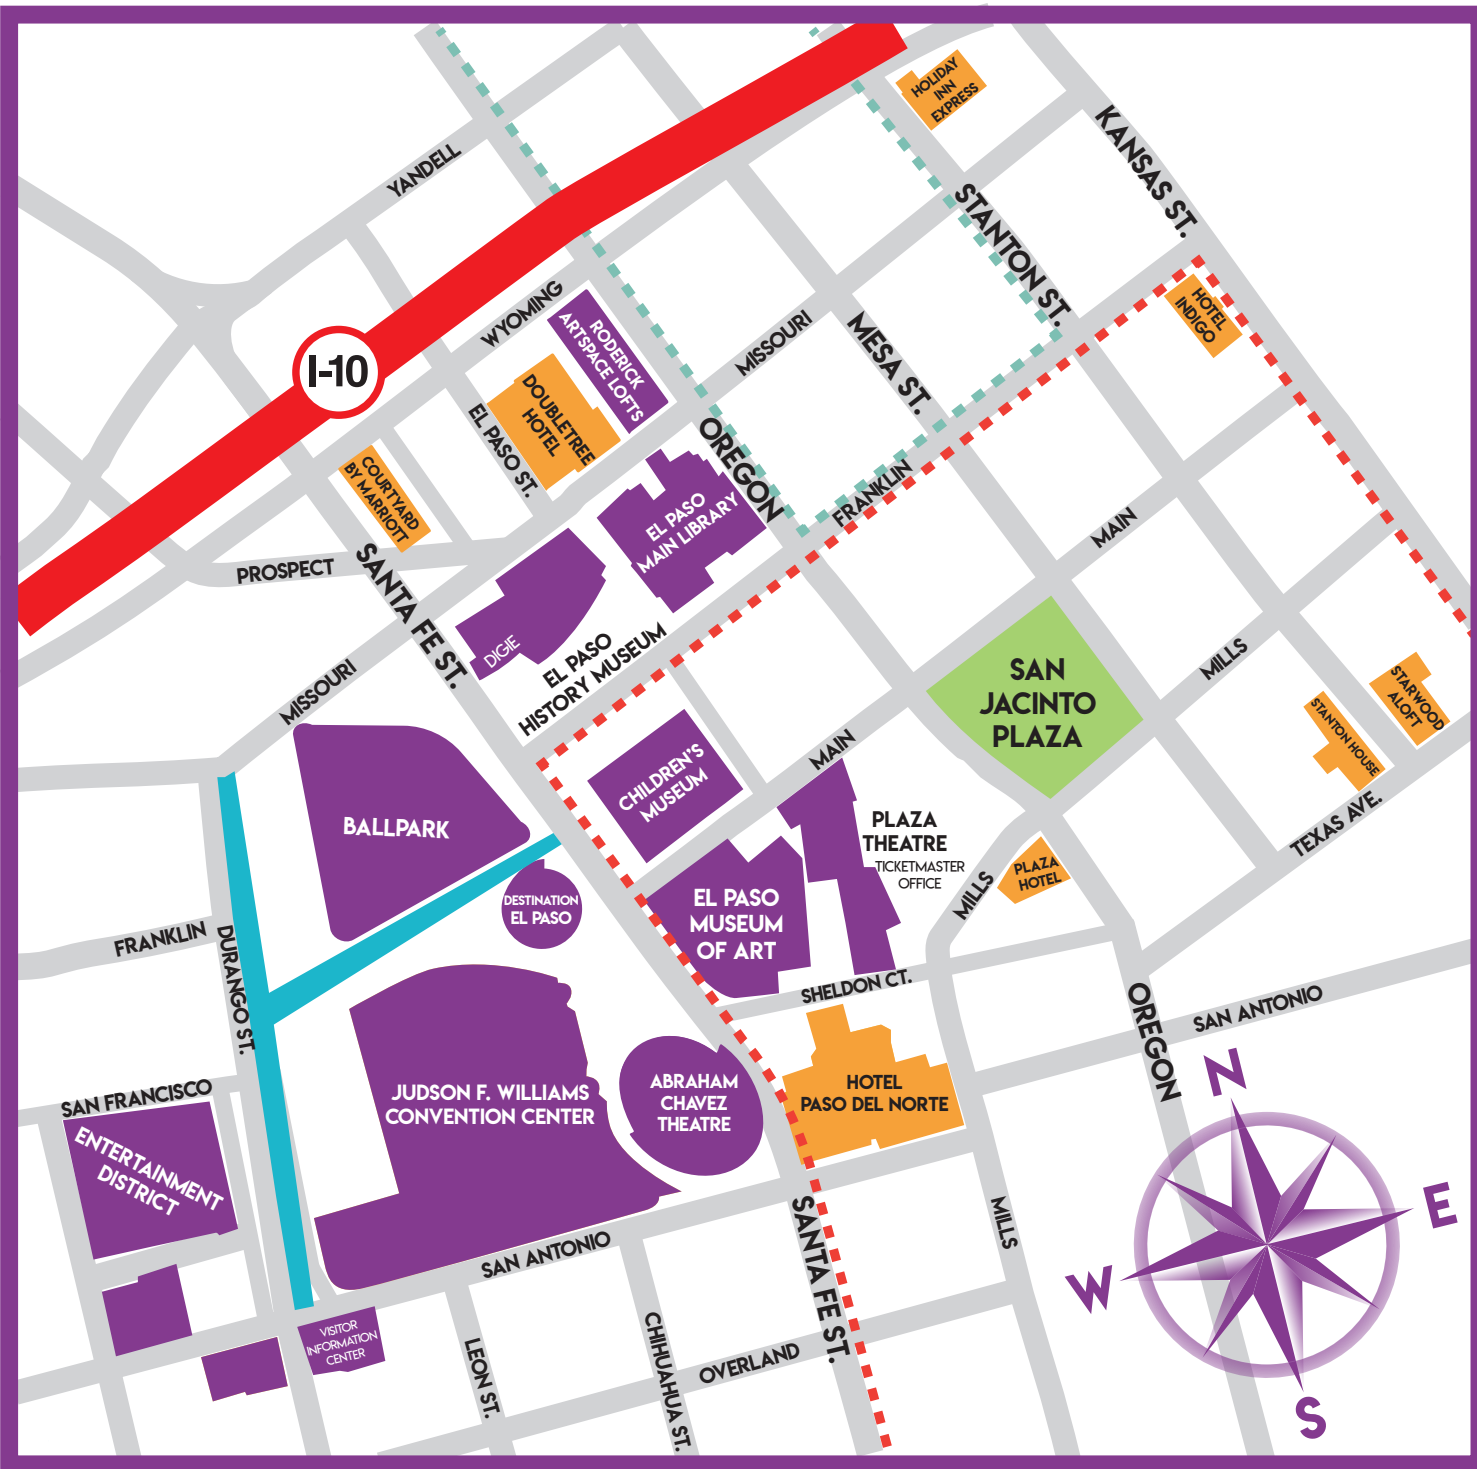 HOLIDAY
INN
EXPRESS
KANSAS ST.
YANDELL
STANTON ST.
HOTEL
INDIGO
WYOMING
RODERICK
ARTSPACE LOFTS
MISSOURI
MESA ST.
I-10
DOUBLETREE
HOTEL
EL PASO ST.
OREGON
COURTYARD
BY MARRIOTT
FRANKLIN
EL PASO
MAIN LIBRARY
MAIN
PROSPECT
SANTA FE ST.
DIGIE
EL PASO
HISTORY MUSEUM
MISSOURI
SAN
JACINTO
PLAZA
MILLS
STARWOOD
ALOFT
STANTON HOUSE
MAIN
CHILDREN'S
MUSEUM
BALLPARK
PLAZA
THEATRE
TICKETMASTER
OFFICE
TEXAS AVE.
PLAZA
HOTEL
MILLS
DESTINATION
EL PASO
EL PASO
MUSEUM
OF ART
FRANKLIN
DURANGO ST.
SHELDON CT.
OREGON
SAN ANTONIO
JUDSON F. WILLIAMS
CONVENTION CENTER
ABRAHAM
CHAVEZ
THEATRE
HOTEL
PASO DEL NORTE
SAN FRANCISCO
ENTERTAINMENT
DISTRICT
N
E
W
S
SAN ANTONIO
SANTA FE ST.
MILLS
VISITOR
INFORMATION
CENTER
LEON ST.
CHIHUAHUA ST.
OVERLAND